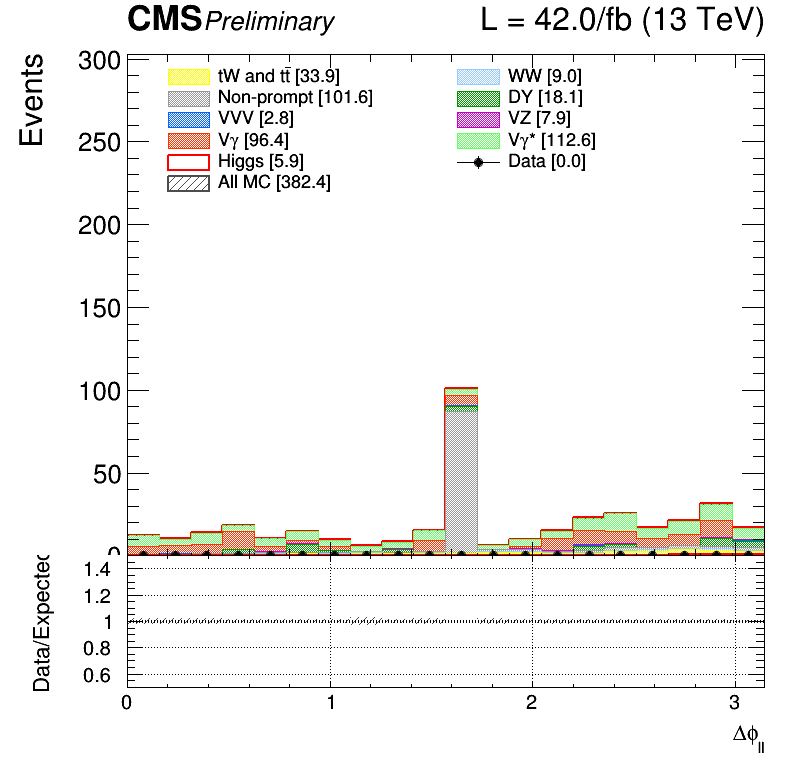 CMS Preliminary L = 42.0/fb (13 TeV)
Events
300
250
200
150
100
50
0
tW and tt̄ [33.9]
Non-prompt [101.6]
VVV [2.8]
Vγ [96.4]
Higgs [5.9]
All MC [382.4]
WW [9.0]
DY [18.1]
VZ [7.9]
Vγ* [112.6]
Data [0.0]
Data/Expected
1.4
1.2
1
0.8
0.6
0 1 2 3
Δϕll